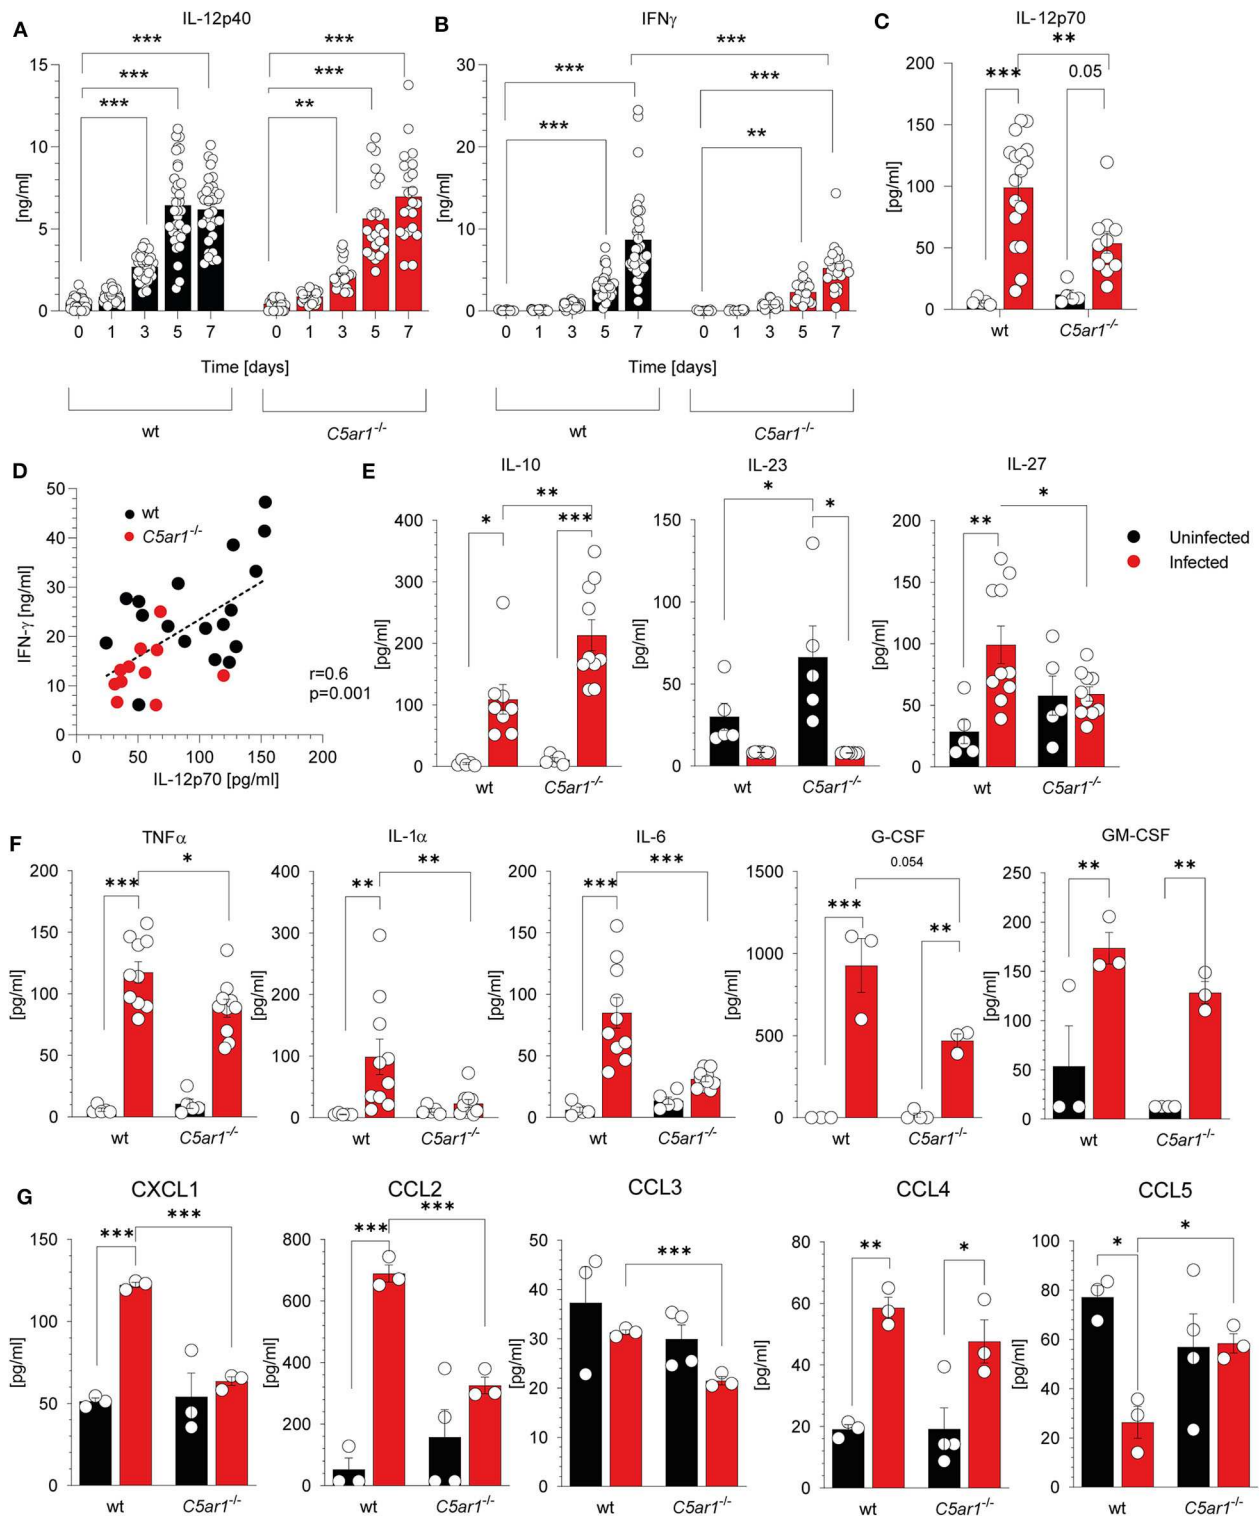 A
IL-12p40
***
***
***
***
***
**
15
10
5
0
[ng/ml]
0 1 3 5 7 0 1 3 5 7
Time [days]
wt C5ar1-/-
B
IFNγ
***
***
***
***
**
30
20
10
0
[ng/ml]
0 1 3 5 7 0 1 3 5 7
Time [days]
wt C5ar1-/-
C
IL-12p70
**
*** 0.05
200
150
100
50
0
[pg/ml]
wt C5ar1-/-
D
50
40
30
20
10
0
IFN-γ [ng/ml]
wt
C5ar1-/-
r=0.6
p=0.001
0 50 100 150 200
IL-12p70 [pg/ml]
E
IL-10
**
* ***
400
300
200
100
0
[pg/ml]
wt C5ar1-/-
IL-23
*
*
150
100
50
0
[pg/ml]
wt C5ar1-/-
IL-27
*
**
200
150
100
50
0
[pg/ml]
wt C5ar1-/-
Uninfected
Infected
F
TNFα
*
***
200
150
100
50
0
[pg/ml]
wt C5ar1-/-
IL-1α
**
**
400
300
200
100
0
[pg/ml]
wt C5ar1-/-
IL-6
***
***
200
150
100
50
0
[pg/ml]
wt C5ar1-/-
G-CSF
0.054
***
**
1500
1000
500
0
[pg/ml]
wt C5ar1-/-
GM-CSF
** **
250
200
150
100
50
0
[pg/ml]
wt C5ar1-/-
G
CXCL1
***
***
150
100
50
0
[pg/ml]
wt C5ar1-/-
CCL2
***
***
800
600
400
200
0
[pg/ml]
wt C5ar1-/-
CCL3
***
50
40
30
20
10
0
[pg/ml]
wt C5ar1-/-
CCL4
** *
80
60
40
20
0
[pg/ml]
wt C5ar1-/-
CCL5
*
*
100
80
60
40
20
0
[pg/ml]
wt C5ar1-/-